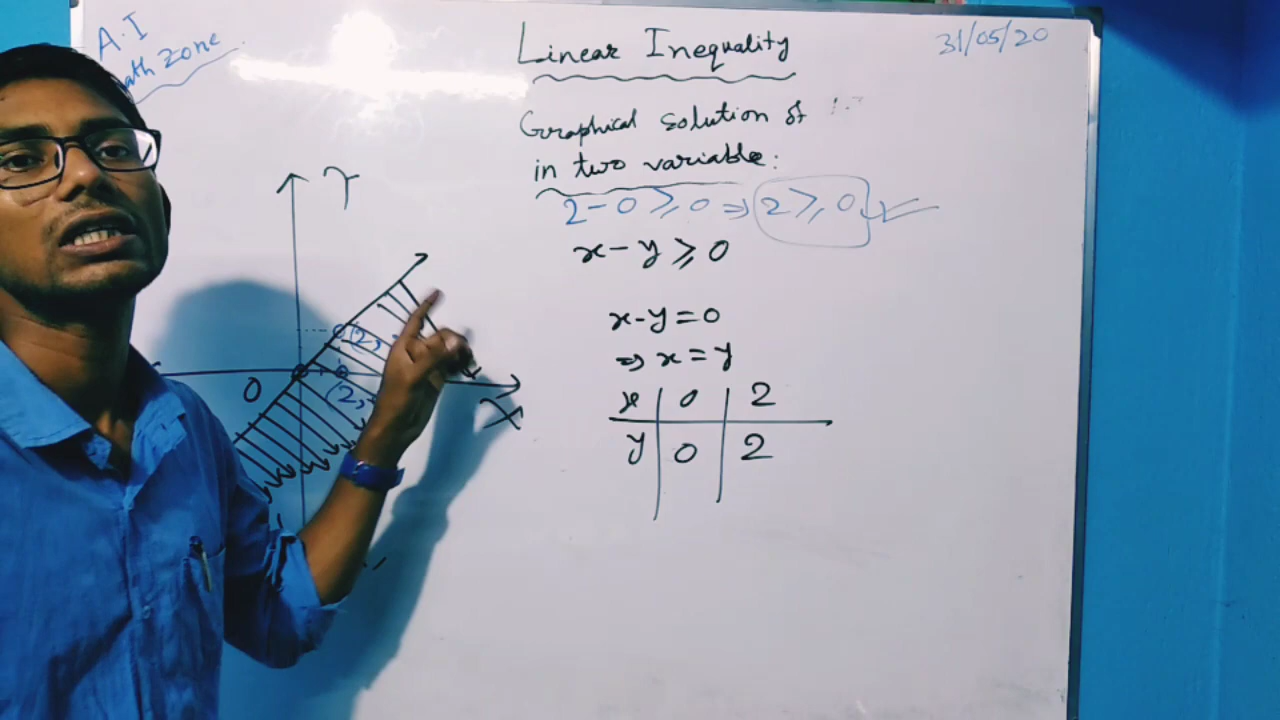 A.I
Math Zone
31/05/20
Linear Inequality
Graphical solution of
in two variable:
2-0⩾0 ⇒ 2⩾0 ✓
x-y⩾0
x-y=0
⇒ x=y
x | 0 | 2
y | 0 | 2
Y
(2,
0
(2,
X